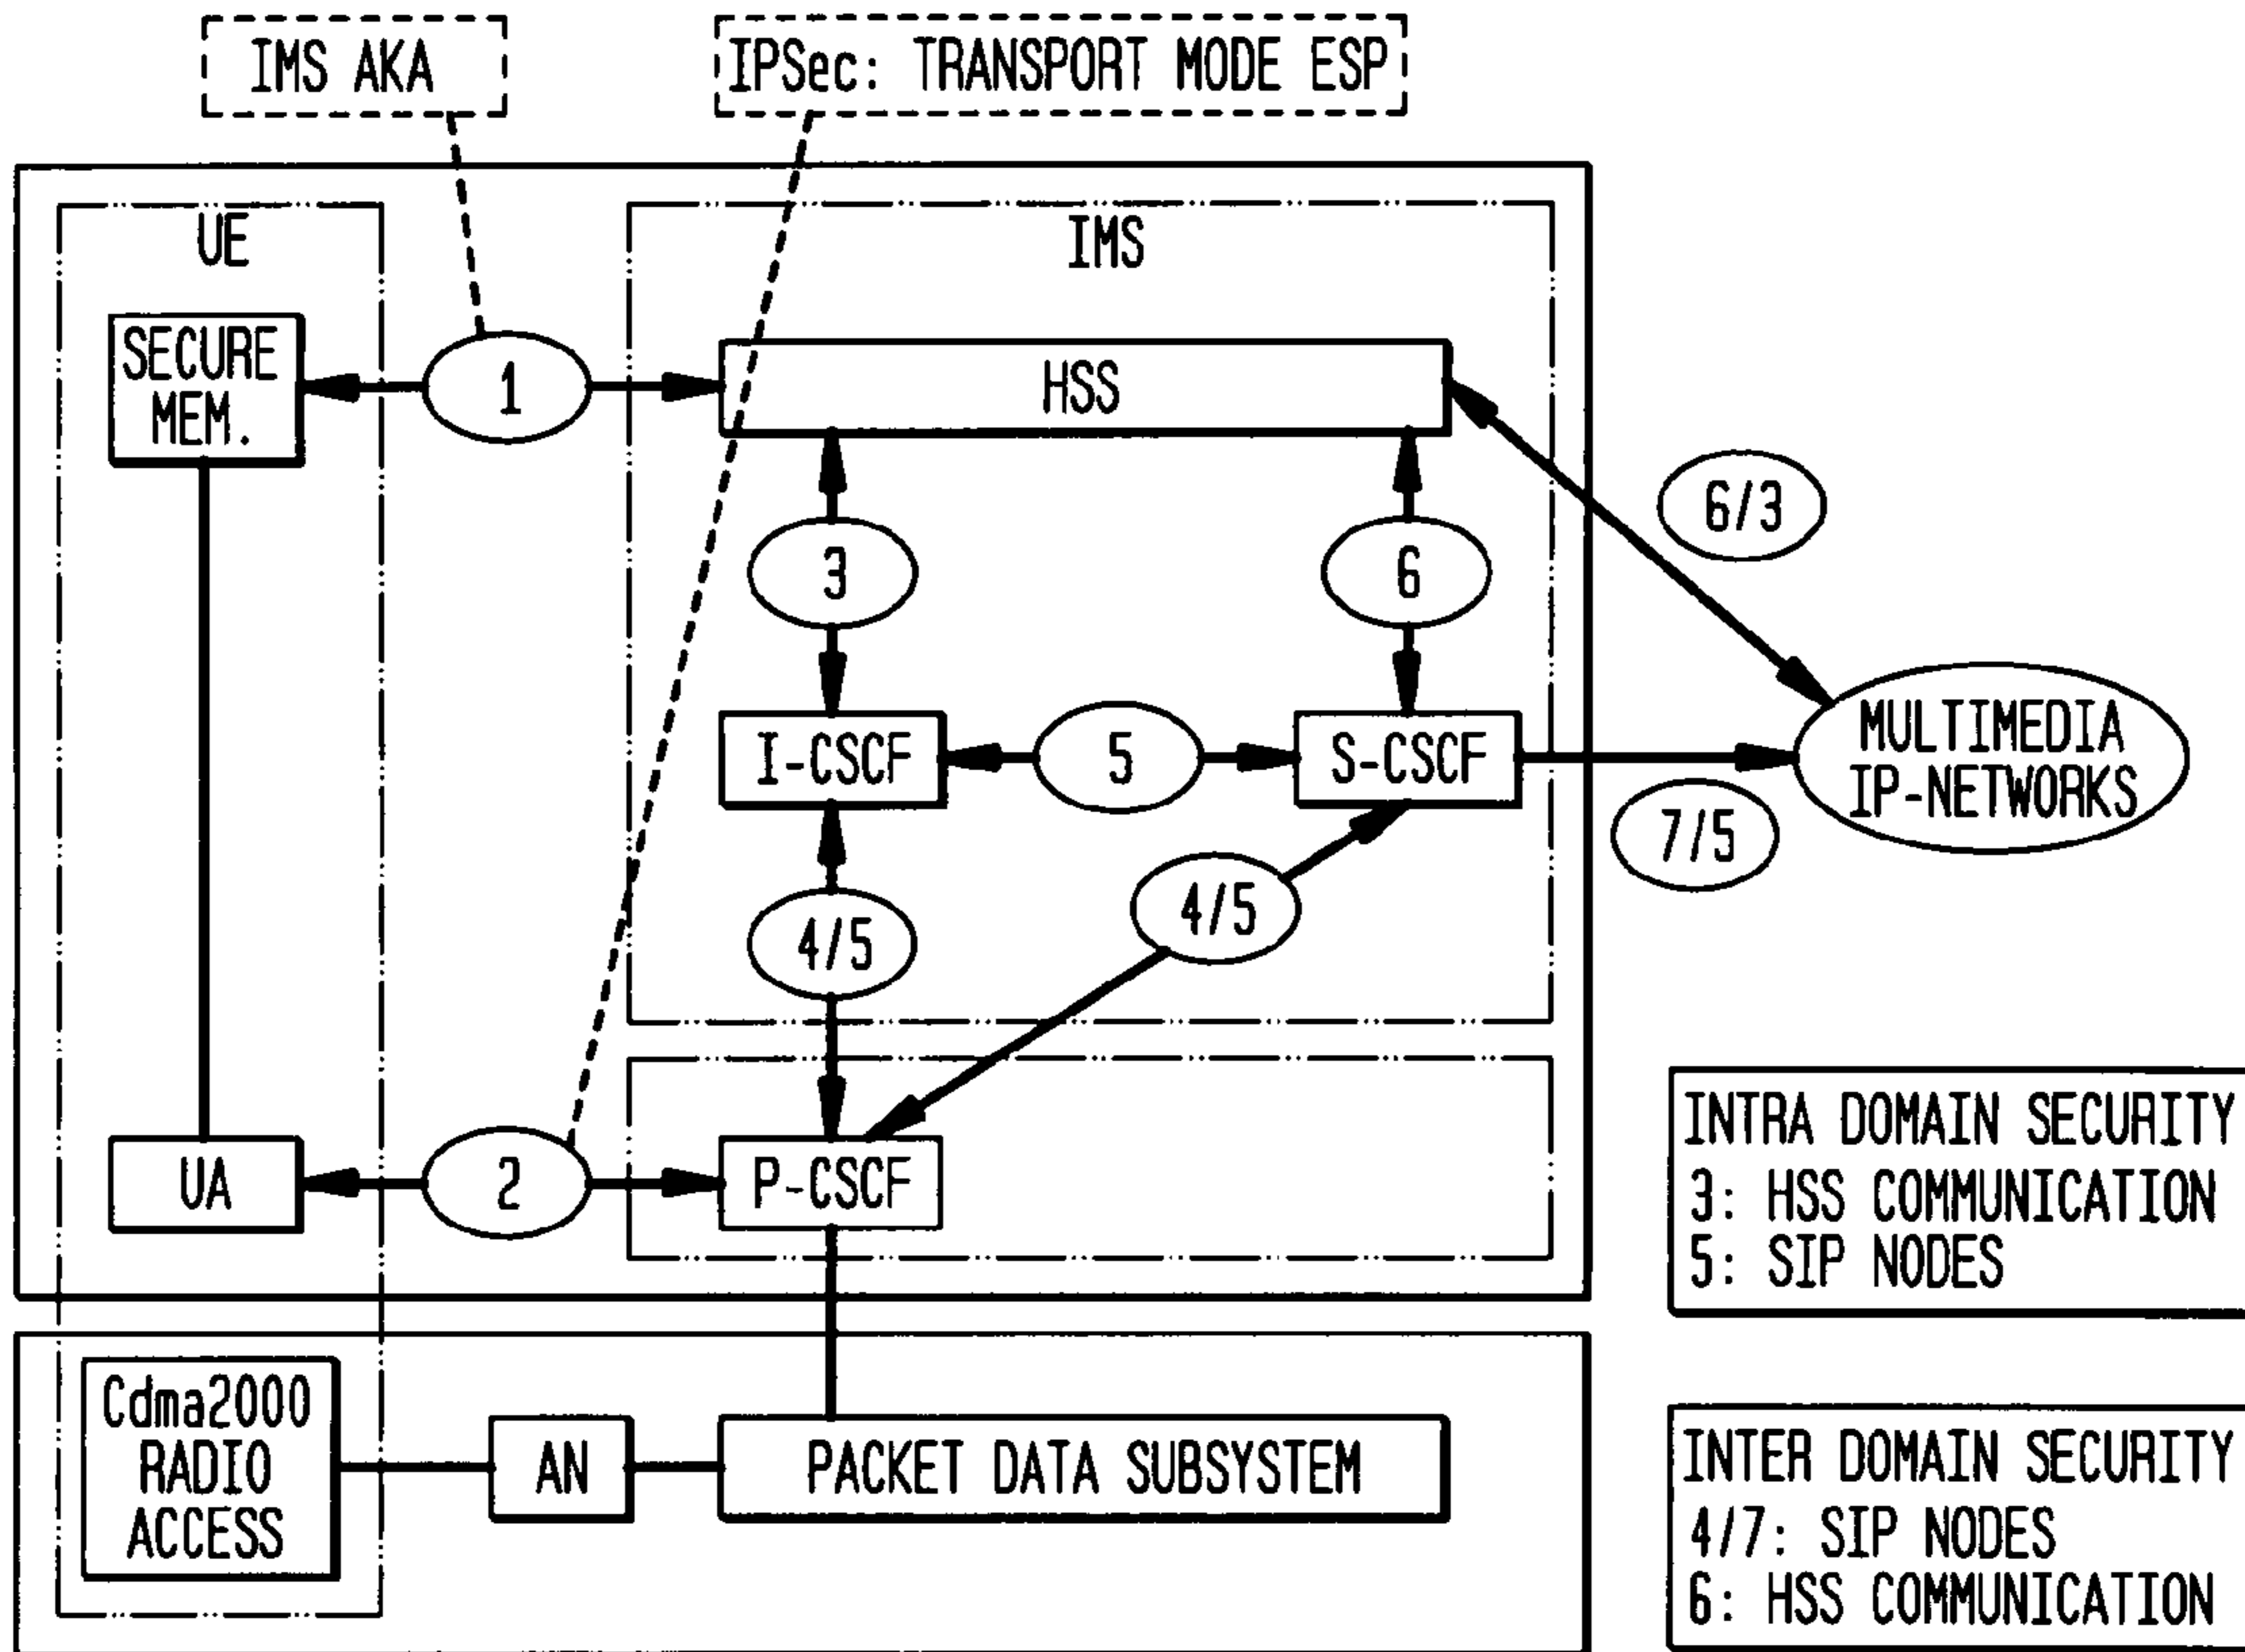 IMS AKA
IPSec: TRANSPORT MODE ESP
UE
IMS
SECURE
MEM.
1
HSS
3
6
6/3
I-CSCF
5
S-CSCF
MULTIMEDIA
IP-NETWORKS
7/5
4/5
4/5
UA
2
P-CSCF
INTRA DOMAIN SECURITY
3: HSS COMMUNICATION
5: SIP NODES
Cdma2000
RADIO
ACCESS
AN
PACKET DATA SUBSYSTEM
INTER DOMAIN SECURITY
4/7: SIP NODES
6: HSS COMMUNICATION